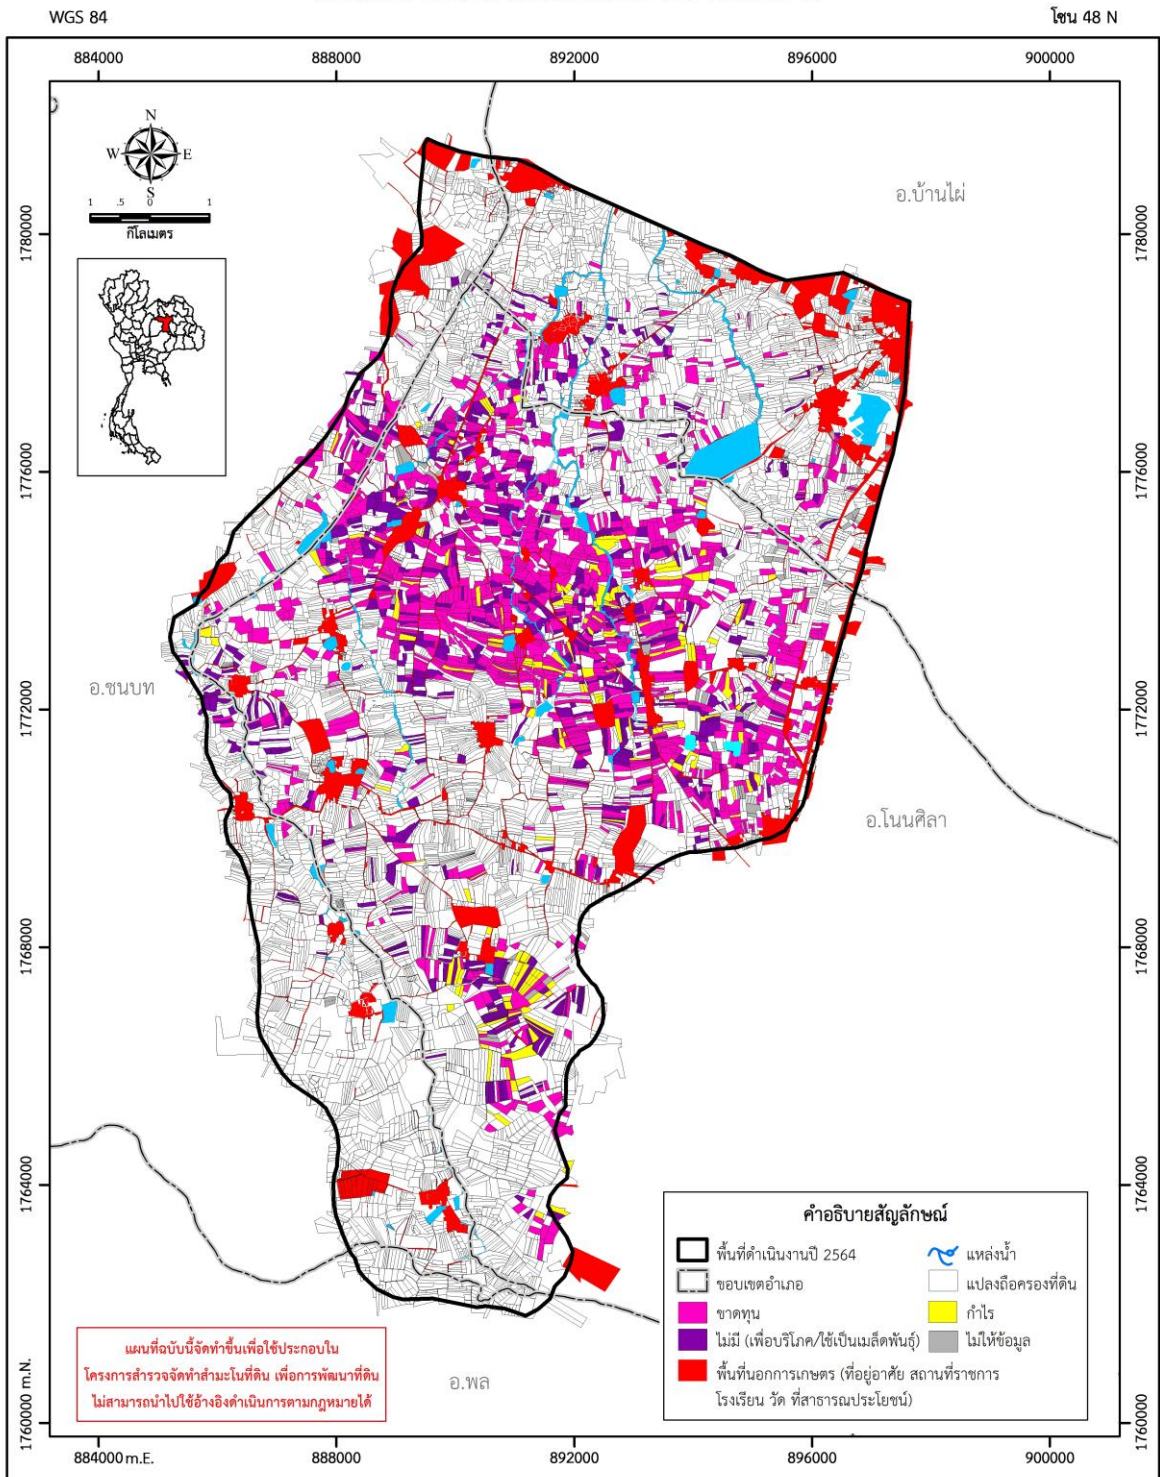 WGS 84
โซน 48 N
884000
888000
892000
896000
900000
N
W
E
S
1
.5
0
1
กิโลเมตร
อ.บ้านไผ่
1780000
1780000
1776000
1776000
อ.ชนบท
1772000
1772000
อ.โนนศิลา
1768000
1768000
1764000
1764000
คำอธิบายสัญลักษณ์
พื้นที่ดำเนินงานปี 2564
แหล่งน้ำ
ขอบเขตอำเภอ
แปลงถือครองที่ดิน
ขาดทุน
กำไร
ไม่มี (เพื่อบริโภค/ใช้เป็นเมล็ดพันธุ์)
ไม่ให้ข้อมูล
พื้นที่นอกการเกษตร (ที่อยู่อาศัย สถานที่ราชการ
โรงเรียน วัด ที่สาธารณประโยชน์)
แผนที่ฉบับนี้จัดทำขึ้นเพื่อใช้ประกอบใน
โครงการสำรวจจัดทำสำมะโนที่ดิน เพื่อการพัฒนาที่ดิน
ไม่สามารถนำไปใช้อ้างอิงดำเนินการตามกฎหมายได้
อ.พล
1760000 m.N.
1760000
884000 m.E.
888000
892000
896000
900000